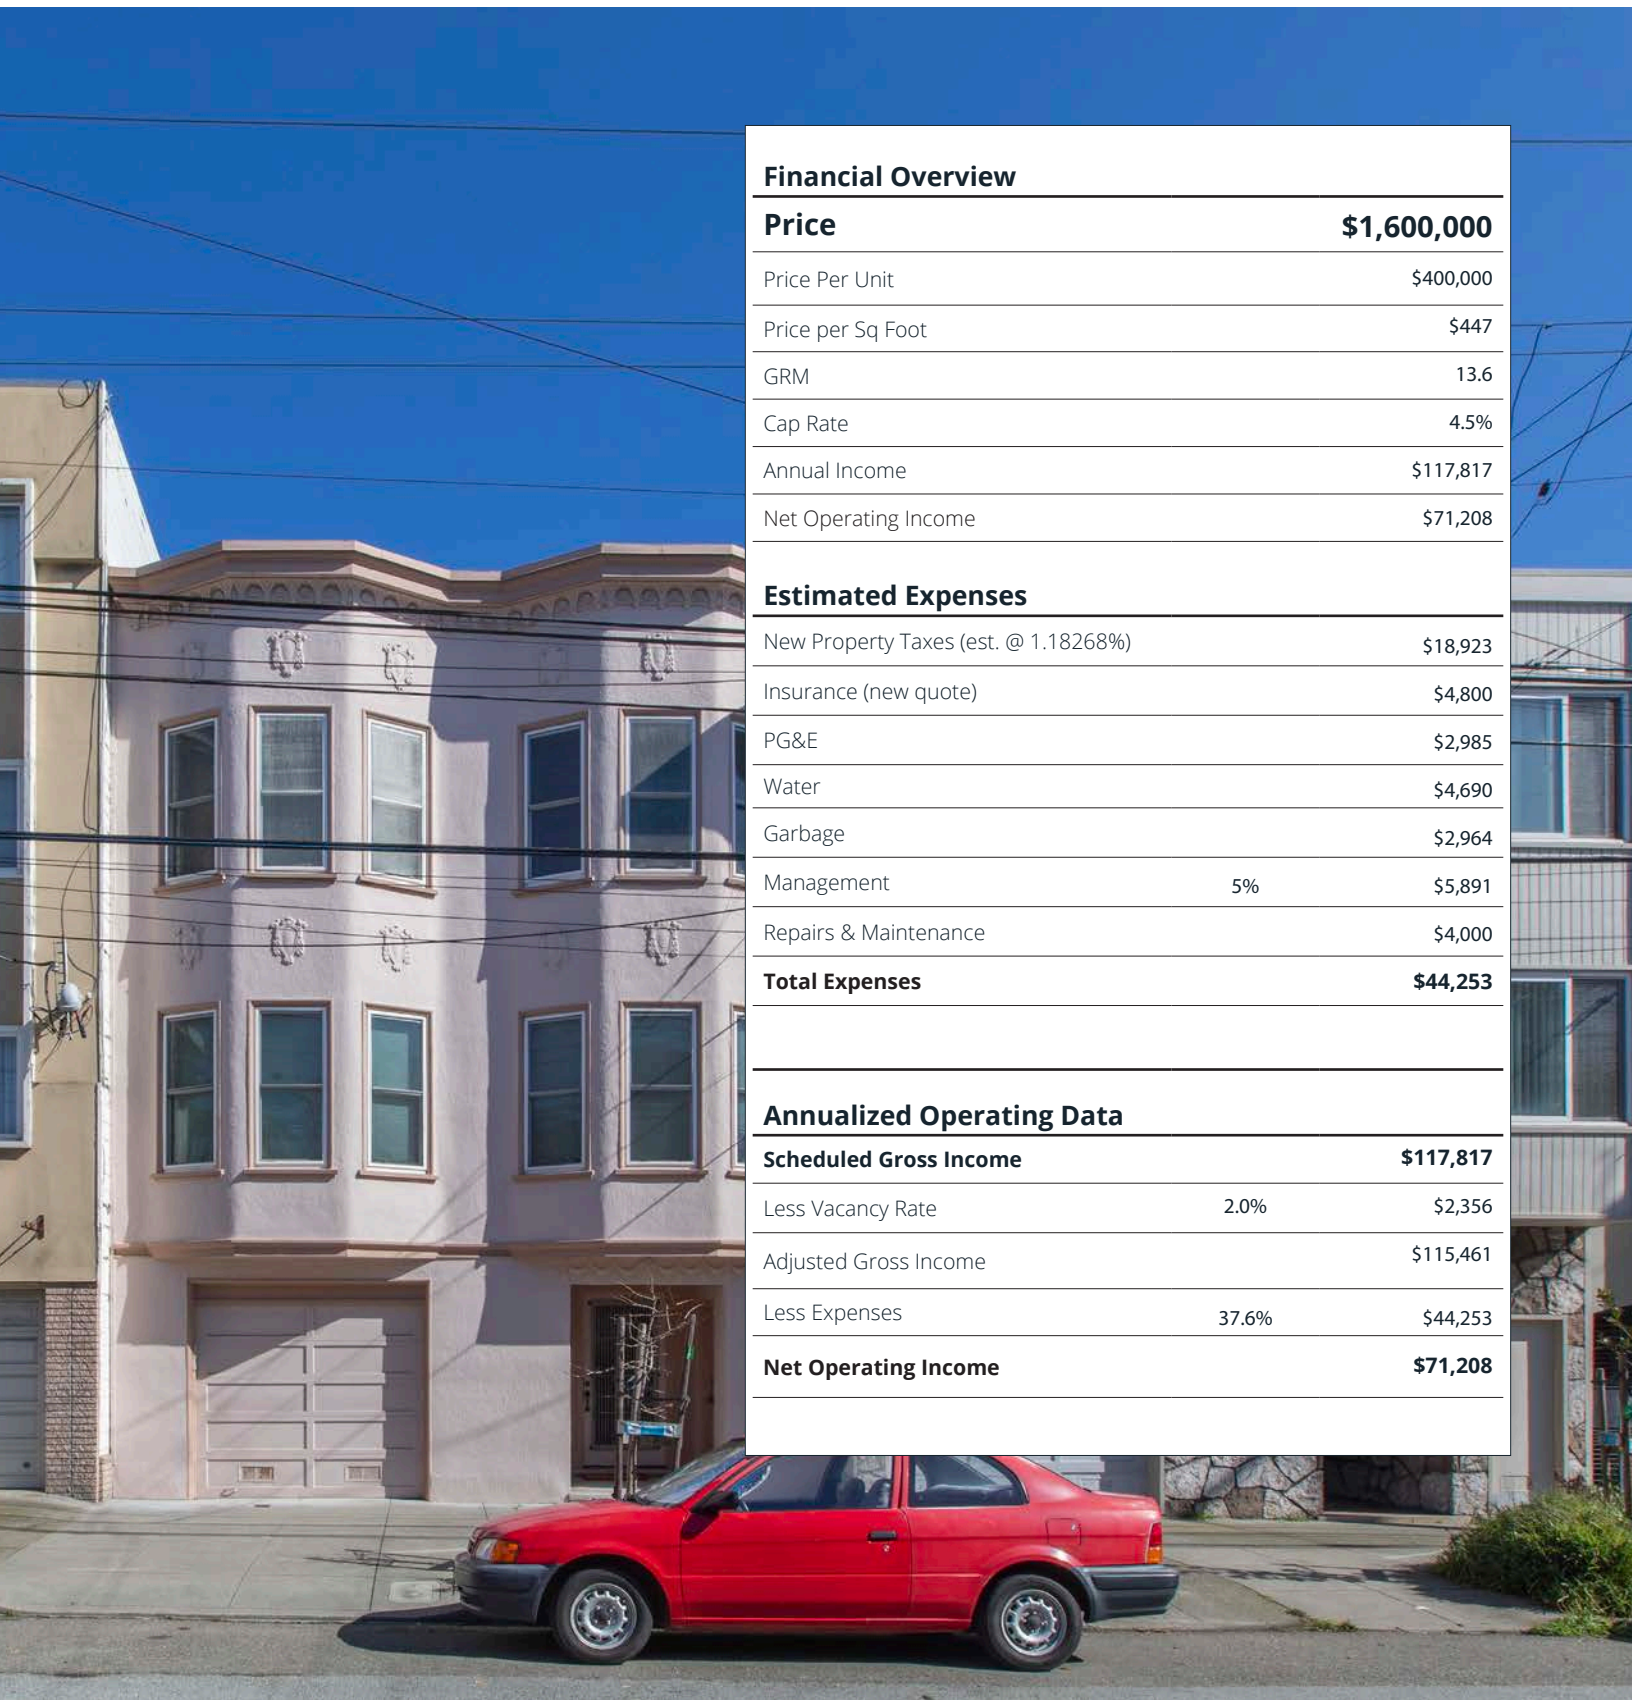 Financial Overview
Price $1,600,000
Price Per Unit $400,000
Price per Sq Foot $447
GRM 13.6
Cap Rate 4.5%
Annual Income $117,817
Net Operating Income $71,208
Estimated Expenses
New Property Taxes (est. @ 1.18268%) $18,923
Insurance (new quote) $4,800
PG&E $2,985
Water $4,690
Garbage $2,964
Management 5% $5,891
Repairs & Maintenance $4,000
Total Expenses $44,253
Annualized Operating Data
Scheduled Gross Income $117,817
Less Vacancy Rate 2.0% $2,356
Adjusted Gross Income $115,461
Less Expenses 37.6% $44,253
Net Operating Income $71,208